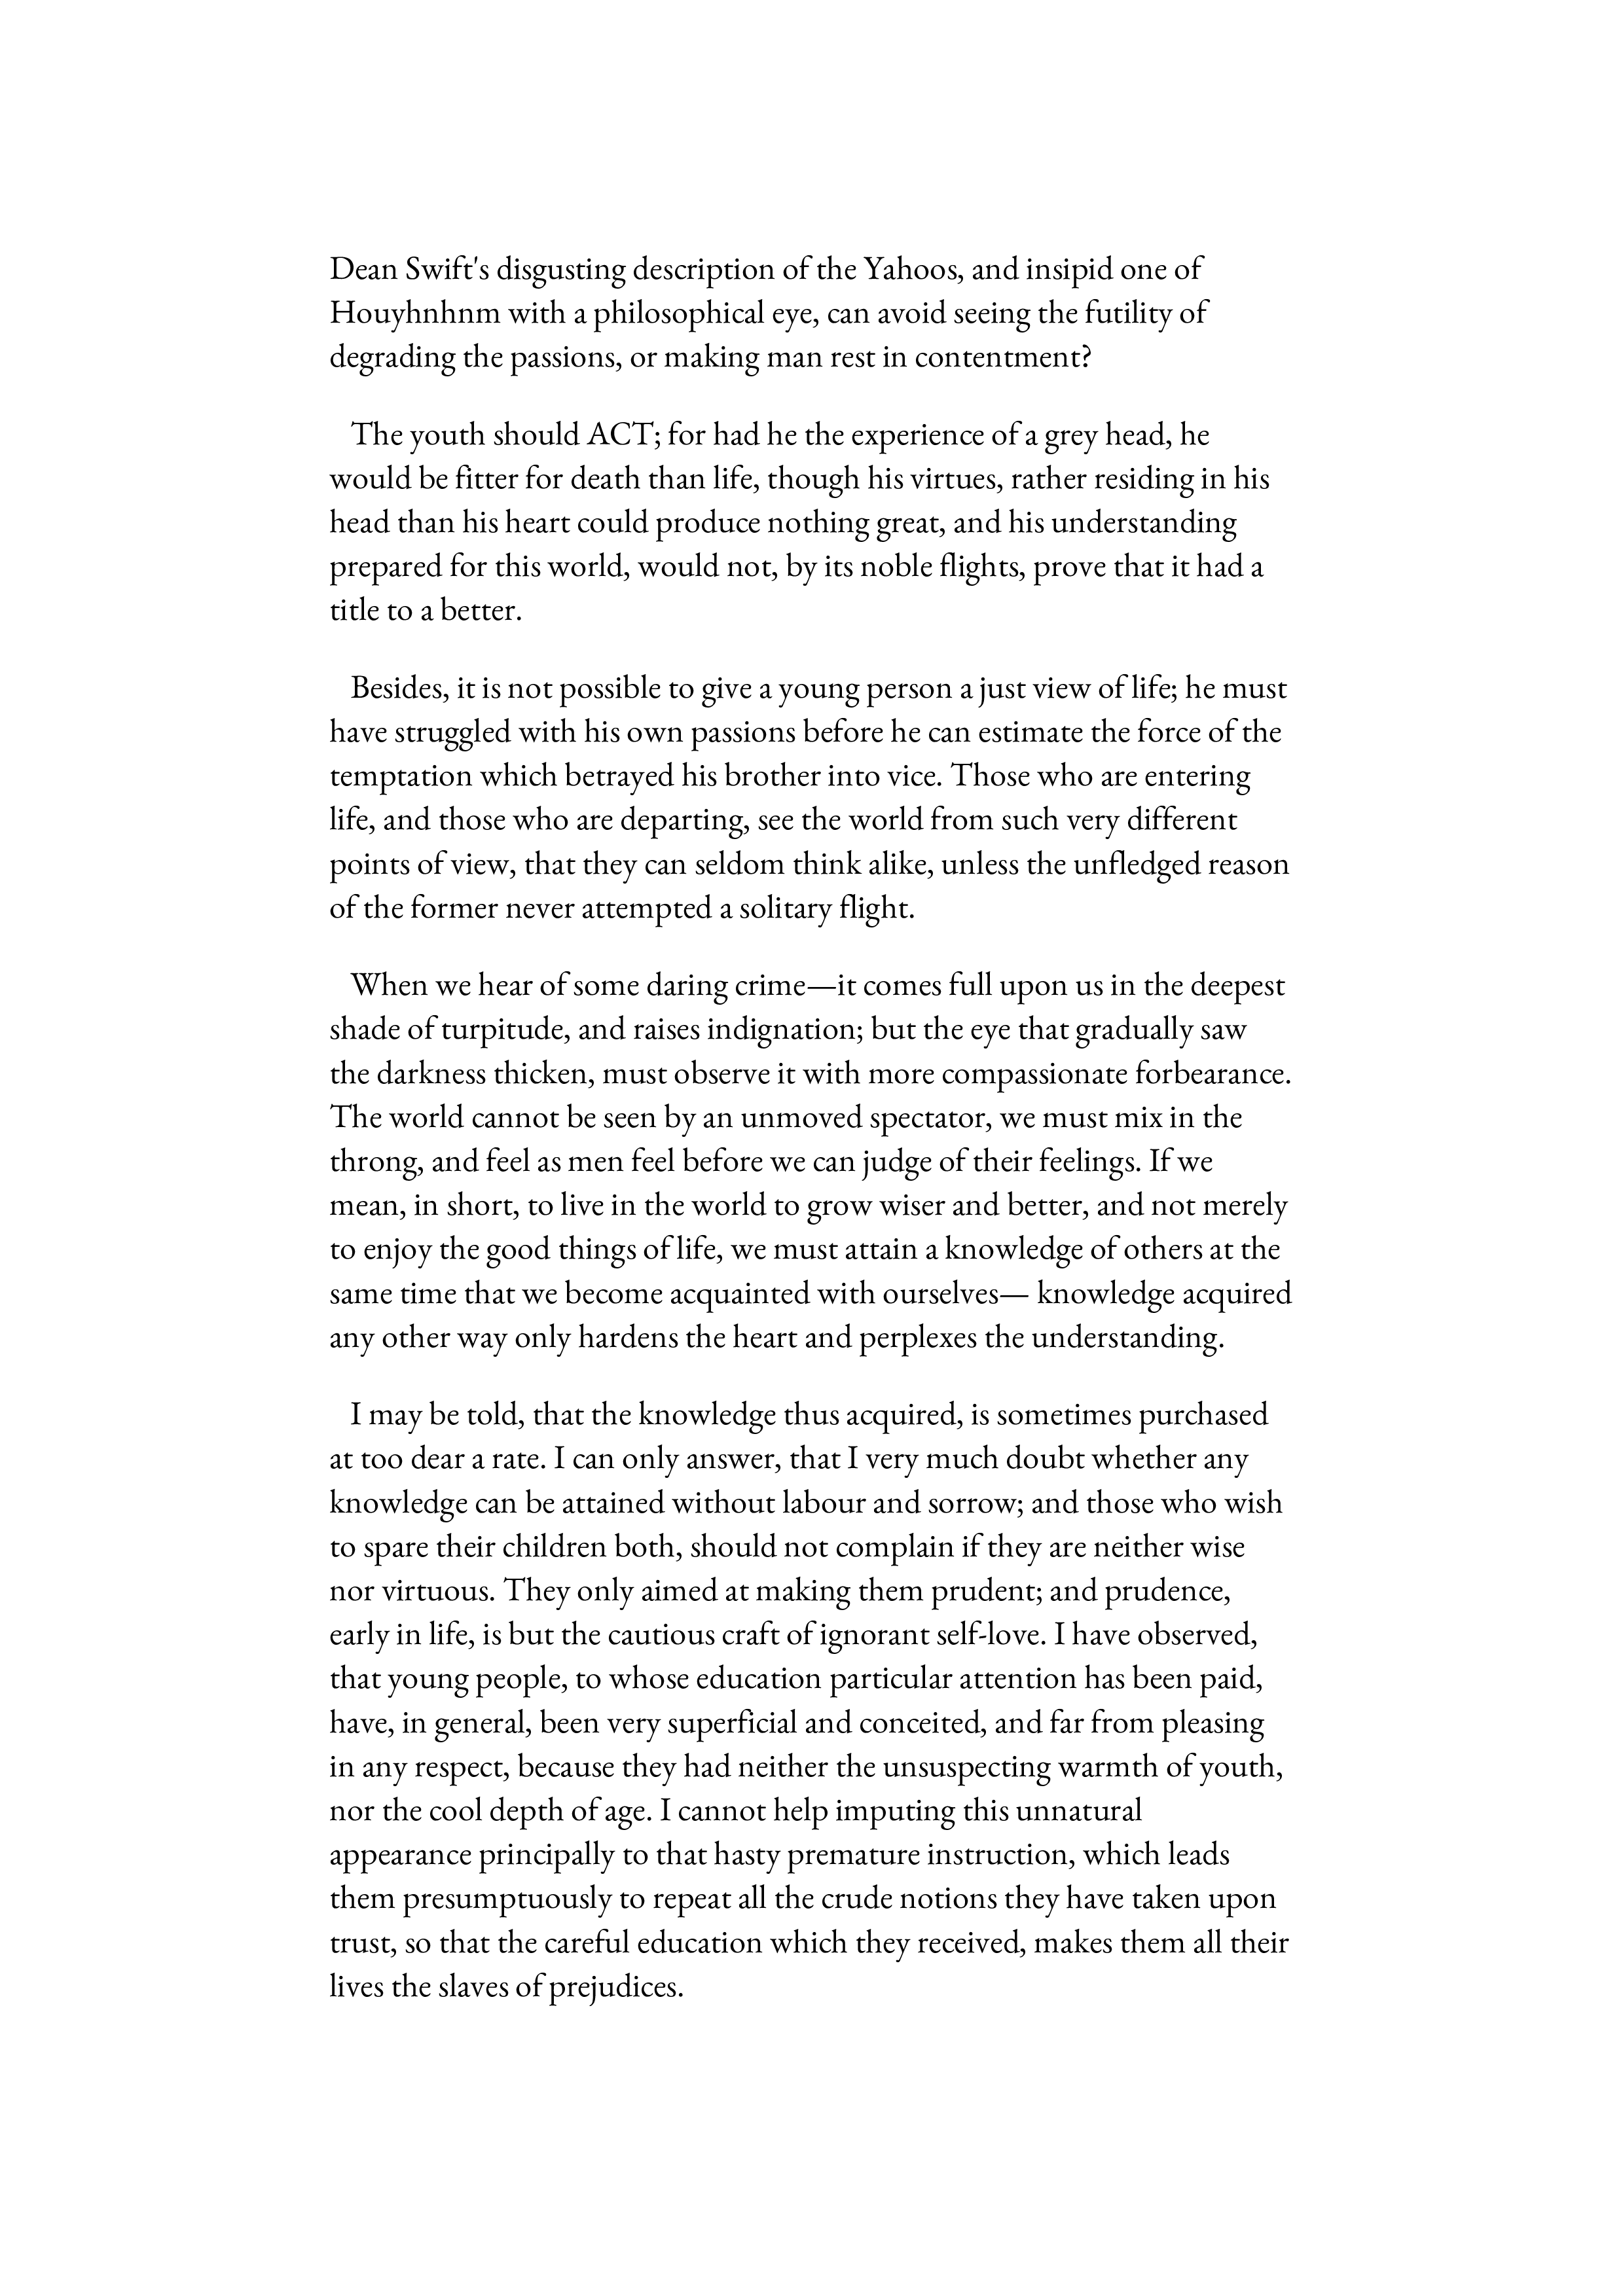 Dean Swift's disgusting description of the Yahoos, and insipid one of
Houyhnhnm with a philosophical eye, can avoid seeing the futility of
degrading the passions, or making man rest in contentment?
The youth should ACT; for had he the experience of a grey head, he
would be fitter for death than life, though his virtues, rather residing in his
head than his heart could produce nothing great, and his understanding
prepared for this world, would not, by its noble flights, prove that it had a
title to a better.
Besides, it is not possible to give a young person a just view of life; he must
have struggled with his own passions before he can estimate the force of the
temptation which betrayed his brother into vice. Those who are entering
life, and those who are departing, see the world from such very different
points of view, that they can seldom think alike, unless the unfledged reason
of the former never attempted a solitary flight.
When we hear of some daring crime—it comes full upon us in the deepest
shade of turpitude, and raises indignation; but the eye that gradually saw
the darkness thicken, must observe it with more compassionate forbearance.
The world cannot be seen by an unmoved spectator, we must mix in the
throng, and feel as men feel before we can judge of their feelings. If we
mean, in short, to live in the world to grow wiser and better, and not merely
to enjoy the good things of life, we must attain a knowledge of others at the
same time that we become acquainted with ourselves— knowledge acquired
any other way only hardens the heart and perplexes the understanding.
I may be told, that the knowledge thus acquired, is sometimes purchased
at too dear a rate. I can only answer, that I very much doubt whether any
knowledge can be attained without labour and sorrow; and those who wish
to spare their children both, should not complain if they are neither wise
nor virtuous. They only aimed at making them prudent; and prudence,
early in life, is but the cautious craft of ignorant self-love. I have observed,
that young people, to whose education particular attention has been paid,
have, in general, been very superficial and conceited, and far from pleasing
in any respect, because they had neither the unsuspecting warmth of youth,
nor the cool depth of age. I cannot help imputing this unnatural
appearance principally to that hasty premature instruction, which leads
them presumptuously to repeat all the crude notions they have taken upon
trust, so that the careful education which they received, makes them all their
lives the slaves of prejudices.